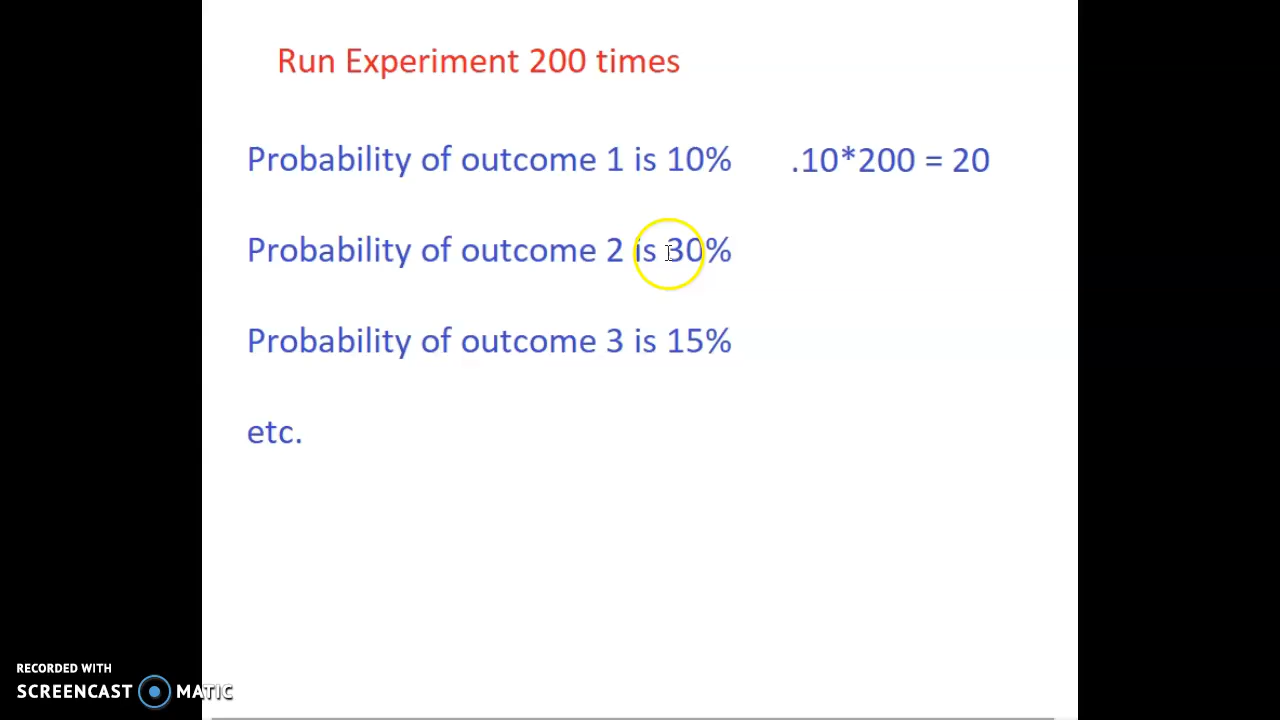 Run Experiment 200 times
Probability of outcome 1 is 10% .10*200 = 20
Probability of outcome 2 is 30%
Probability of outcome 3 is 15%
etc.
RECORDED WITH
SCREENCAST MATIC